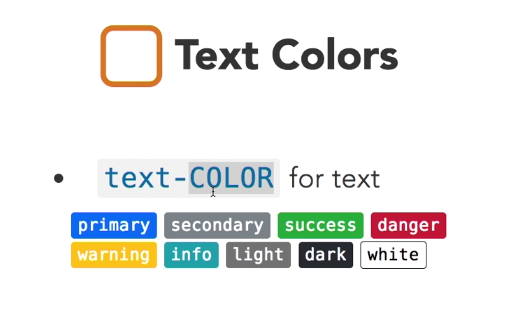 Text Colors
• text-COLOR for text
primary secondary success danger
warning info light dark white